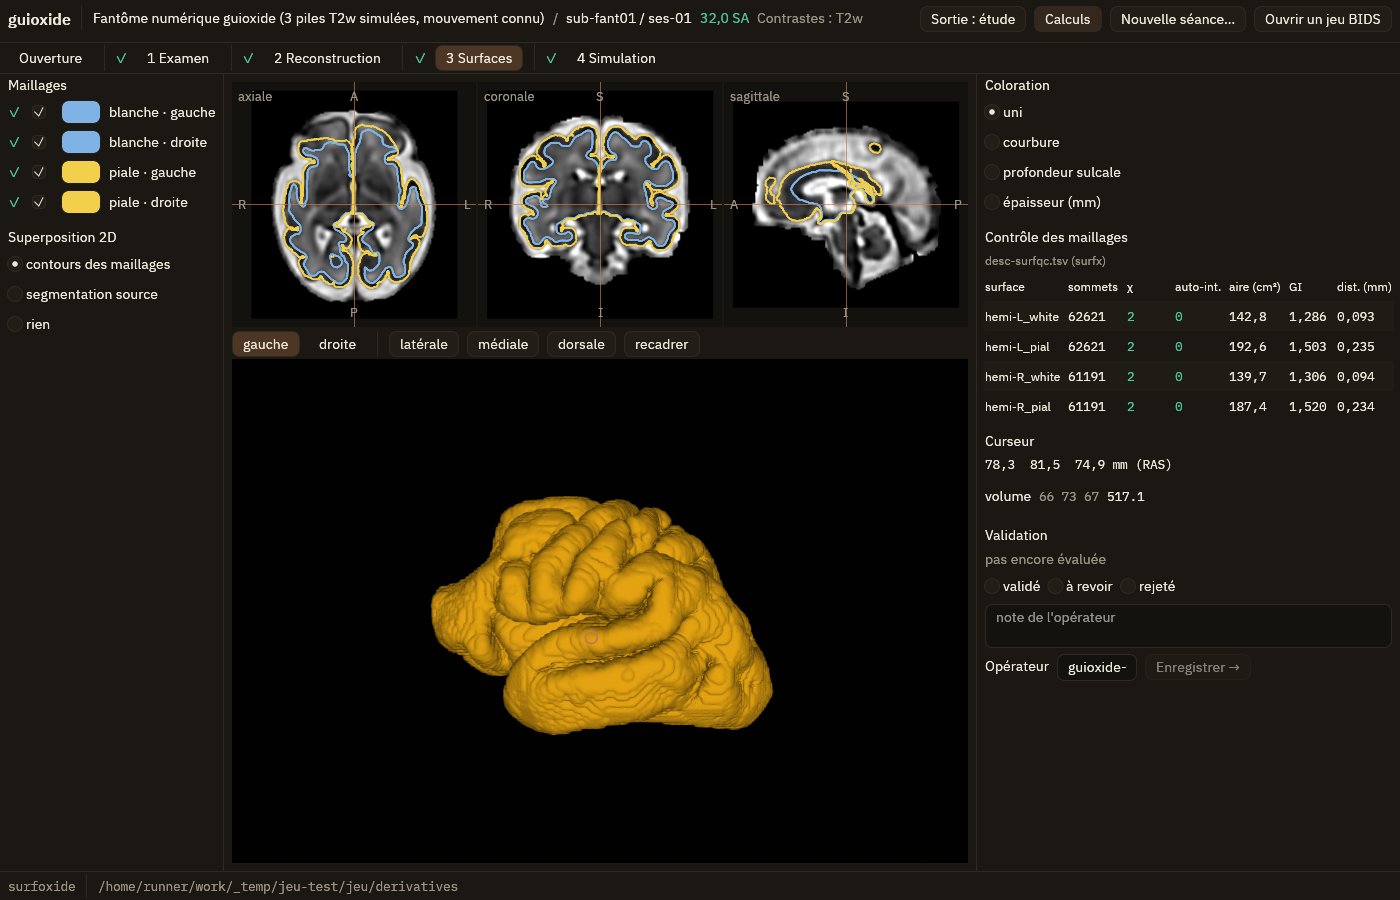 guioxide Fantôme numérique guioxide (3 piles T2w simulées, mouvement connu) / sub-fant01 / ses-01 32,0 SA Contrastes : T2w Sortie : étude Calculs Nouvelle séance... Ouvrir un jeu BIDS
Ouverture ✓ 1 Examen ✓ 2 Reconstruction ✓ 3 Surfaces ✓ 4 Simulation
Maillages
✓ ✓ blanche · gauche
✓ ✓ blanche · droite
✓ ✓ piale · gauche
✓ ✓ piale · droite
Superposition 2D
contours des maillages
segmentation source
rien
axiale A
R L
P
coronale S
R L
I
sagittale S
A P
I
gauche droite latérale médiale dorsale recadrer
Coloration
uni
courbure
profondeur sulcale
épaisseur (mm)
Contrôle des maillages
desc-surfqc.tsv (surfx)
surface sommets χ auto-int. aire (cm²) GI dist. (mm)
hemi-L_white 62621 2 0 142,8 1,286 0,093
hemi-L_pial 62621 2 0 192,6 1,503 0,235
hemi-R_white 61191 2 0 139,7 1,306 0,094
hemi-R_pial 61191 2 0 187,4 1,520 0,234
Curseur
78,3 81,5 74,9 mm (RAS)
volume 66 73 67 517.1
Validation
pas encore évaluée
validé à revoir rejeté
note de l'opérateur
Opérateur guioxide- Enregistrer →
surfoxide /home/runner/work/_temp/jeu-test/jeu/derivatives